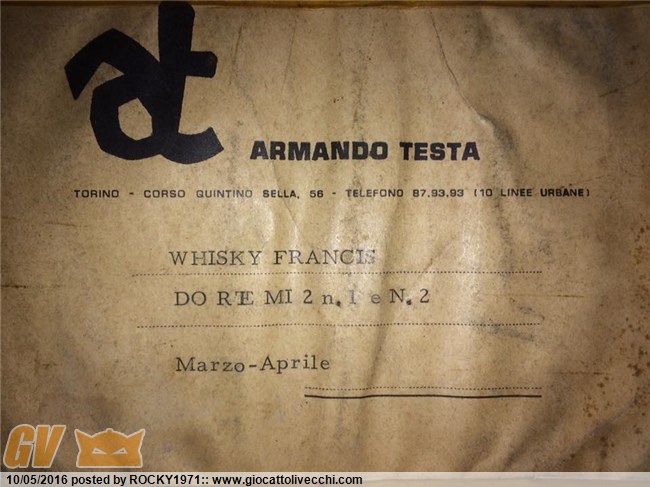 at
ARMANDO TESTA
TORINO - CORSO QUINTINO SELLA, 56 - TELEFONO 87.93.93 (10 LINEE URBANE)
WHISKY FRANCIS
DO RE MI 2 n. 1 e N. 2
Marzo-Aprile
GV
10/05/2016 posted by ROCKY1971:: www.giocattolivecchi.com